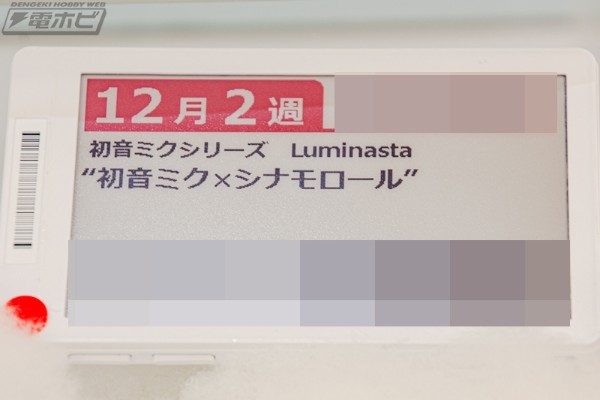 DENGEKI HOBBY WEB
電ホビ
12月2週
初音ミクシリーズ　Luminasta
“初音ミク×シナモロール”